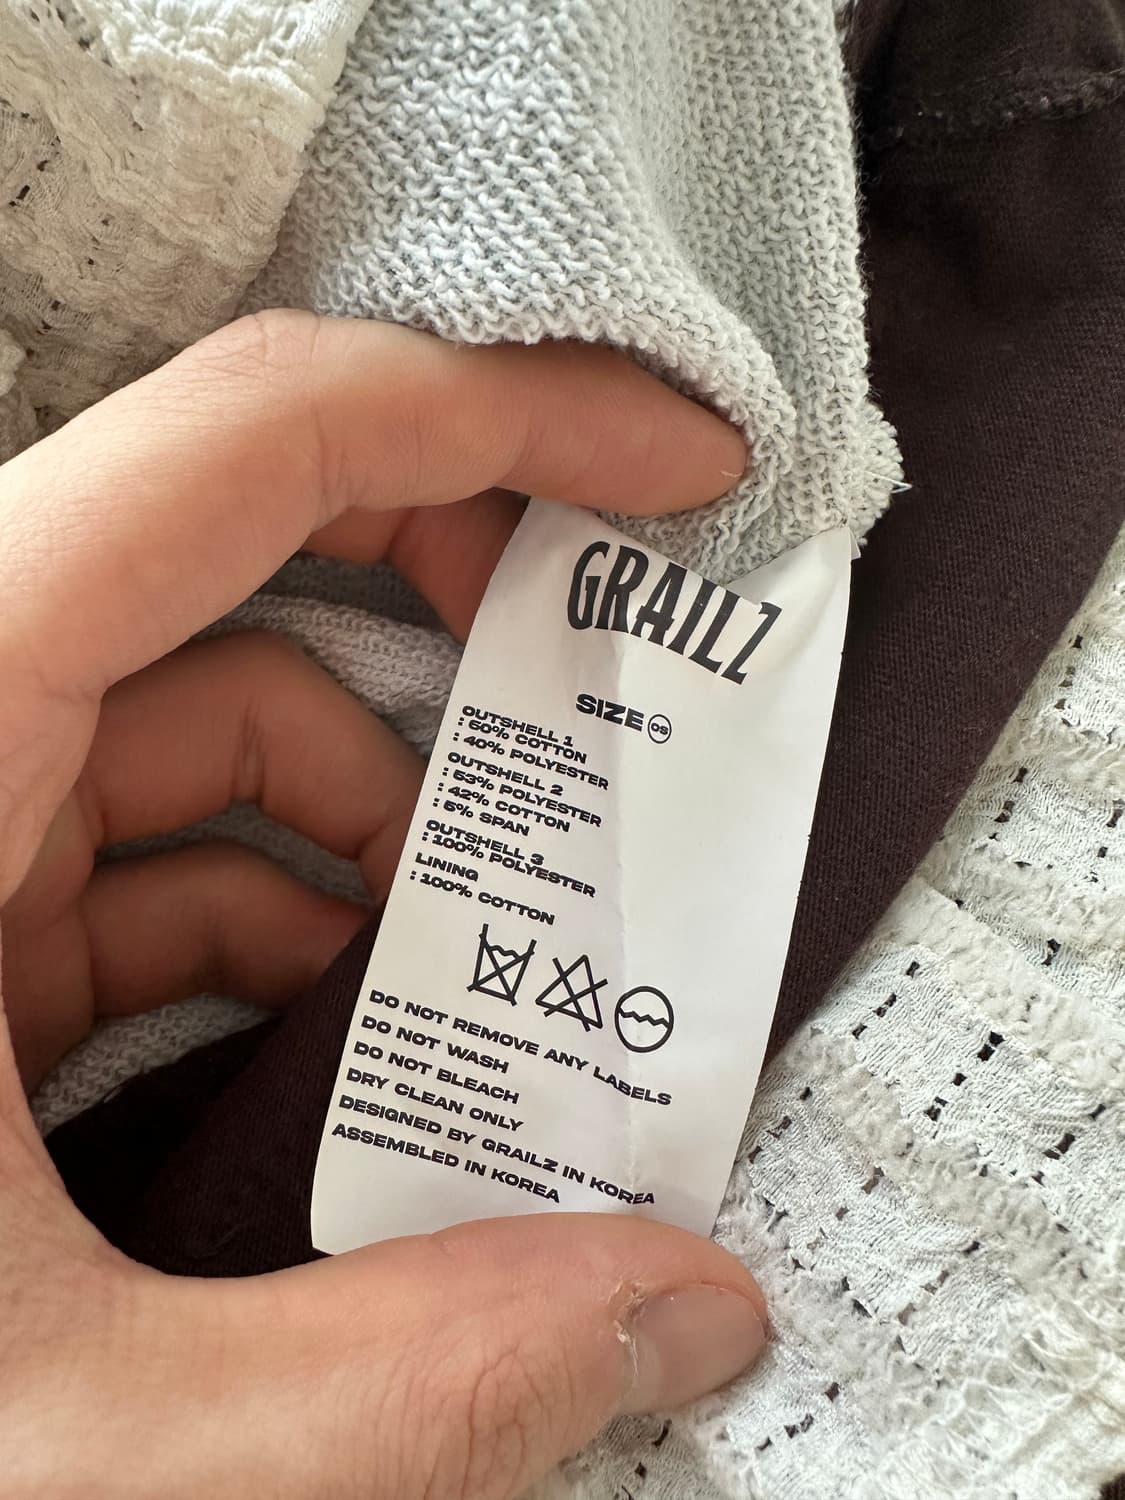 GRAILZ
SIZE OS
OUTSHELL 1
: 60% COTTON
: 40% POLYESTER
OUTSHELL 2
: 53% POLYESTER
: 42% COTTON
: 5% SPAN
OUTSHELL 3
: 100% POLYESTER
LINING
: 100% COTTON
DO NOT REMOVE ANY LABELS
DO NOT WASH
DO NOT BLEACH
DRY CLEAN ONLY
DESIGNED BY GRAILZ IN KOREA
ASSEMBLED IN KOREA